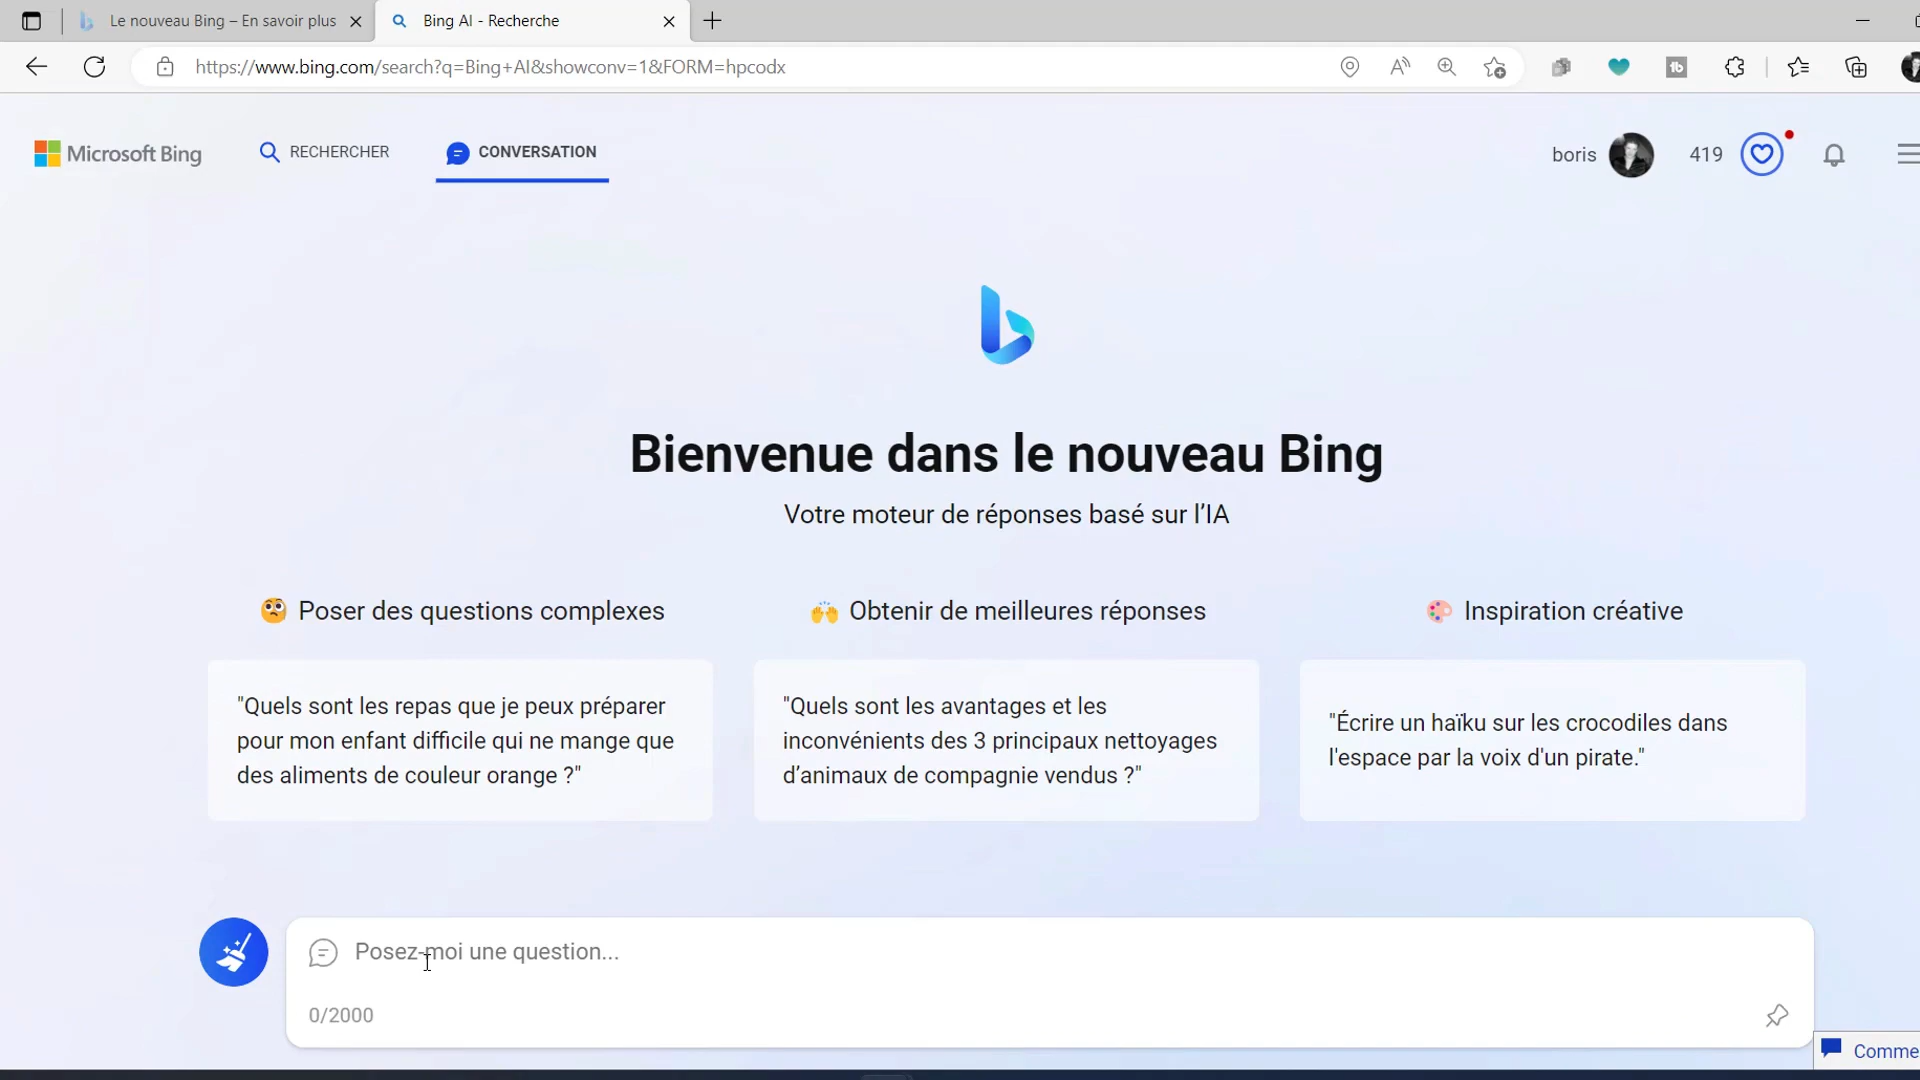 Le nouveau Bing – En savoir plus
Bing AI - Recherche
https://www.bing.com/search?q=Bing+AI&showconv=1&FORM=hpcodx
Microsoft Bing
RECHERCHER
CONVERSATION
boris
419
Bienvenue dans le nouveau Bing
Votre moteur de réponses basé sur l’IA
Poser des questions complexes
"Quels sont les repas que je peux préparer
pour mon enfant difficile qui ne mange que
des aliments de couleur orange ?"
Obtenir de meilleures réponses
"Quels sont les avantages et les
inconvénients des 3 principaux nettoyages
d’animaux de compagnie vendus ?"
Inspiration créative
"Écrire un haïku sur les crocodiles dans
l'espace par la voix d'un pirate."
Posez-moi une question...
0/2000
Comme